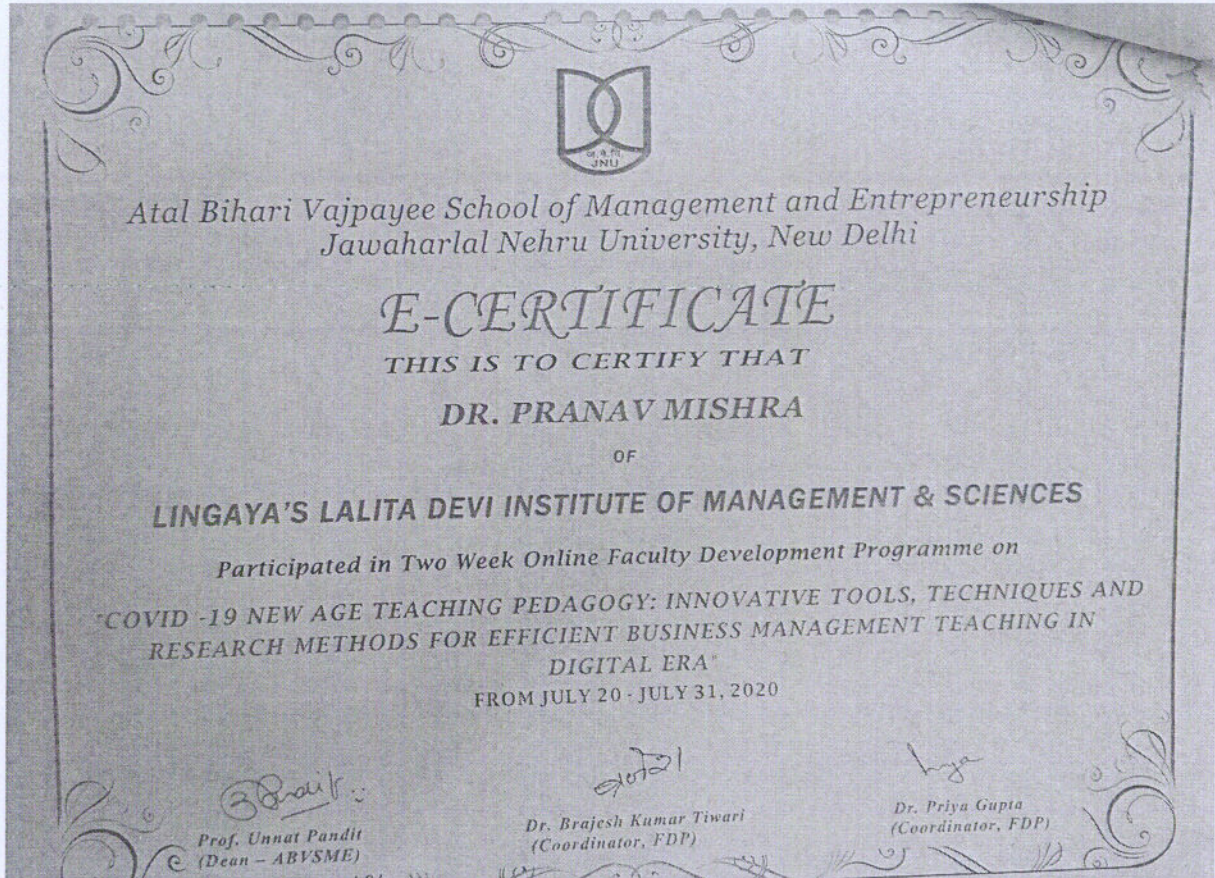 ज.ने.वि.
JNU
Atal Bihari Vajpayee School of Management and Entrepreneurship
Jawaharlal Nehru University, New Delhi
E-CERTIFICATE
THIS IS TO CERTIFY THAT
DR. PRANAV MISHRA
OF
LINGAYA'S LALITA DEVI INSTITUTE OF MANAGEMENT & SCIENCES
Participated in Two Week Online Faculty Development Programme on
"COVID -19 NEW AGE TEACHING PEDAGOGY: INNOVATIVE TOOLS, TECHNIQUES AND
RESEARCH METHODS FOR EFFICIENT BUSINESS MANAGEMENT TEACHING IN
DIGITAL ERA"
FROM JULY 20 - JULY 31, 2020
Prof. Unnat Pandit
(Dean – ABVSME)
Dr. Brajesh Kumar Tiwari
(Coordinator, FDP)
Dr. Priya Gupta
(Coordinator, FDP)